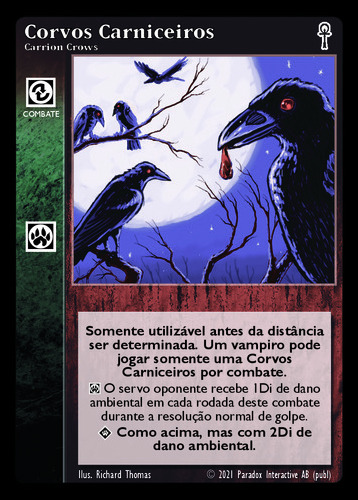 Corvos Carniceiros
Carrion Crows
COMBATE
Somente utilizável antes da distância
ser determinada. Um vampiro pode
jogar somente uma Corvos
Carniceiros por combate.
O servo oponente recebe 1Di de dano
ambiental em cada rodada deste combate
durante a resolução normal de golpe.
Como acima, mas com 2Di de
dano ambiental.
Ilus. Richard Thomas © 2021 Paradox Interactive AB (publ)